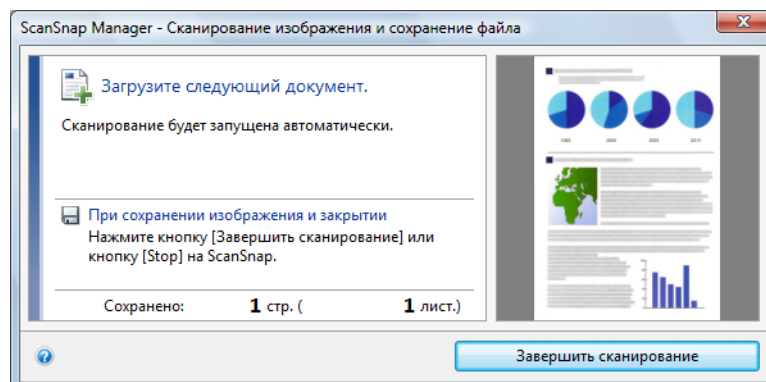 ScanSnap Manager - Сканирование изображения и сохранение файла
Загрузите следующий документ.
Сканирование будет запущена автоматически.
При сохранении изображения и закрытии
Нажмите кнопку [Завершить сканирование] или
кнопку [Stop] на ScanSnap.
Сохранено: 1 стр. ( 1 лист.)
Завершить сканирование